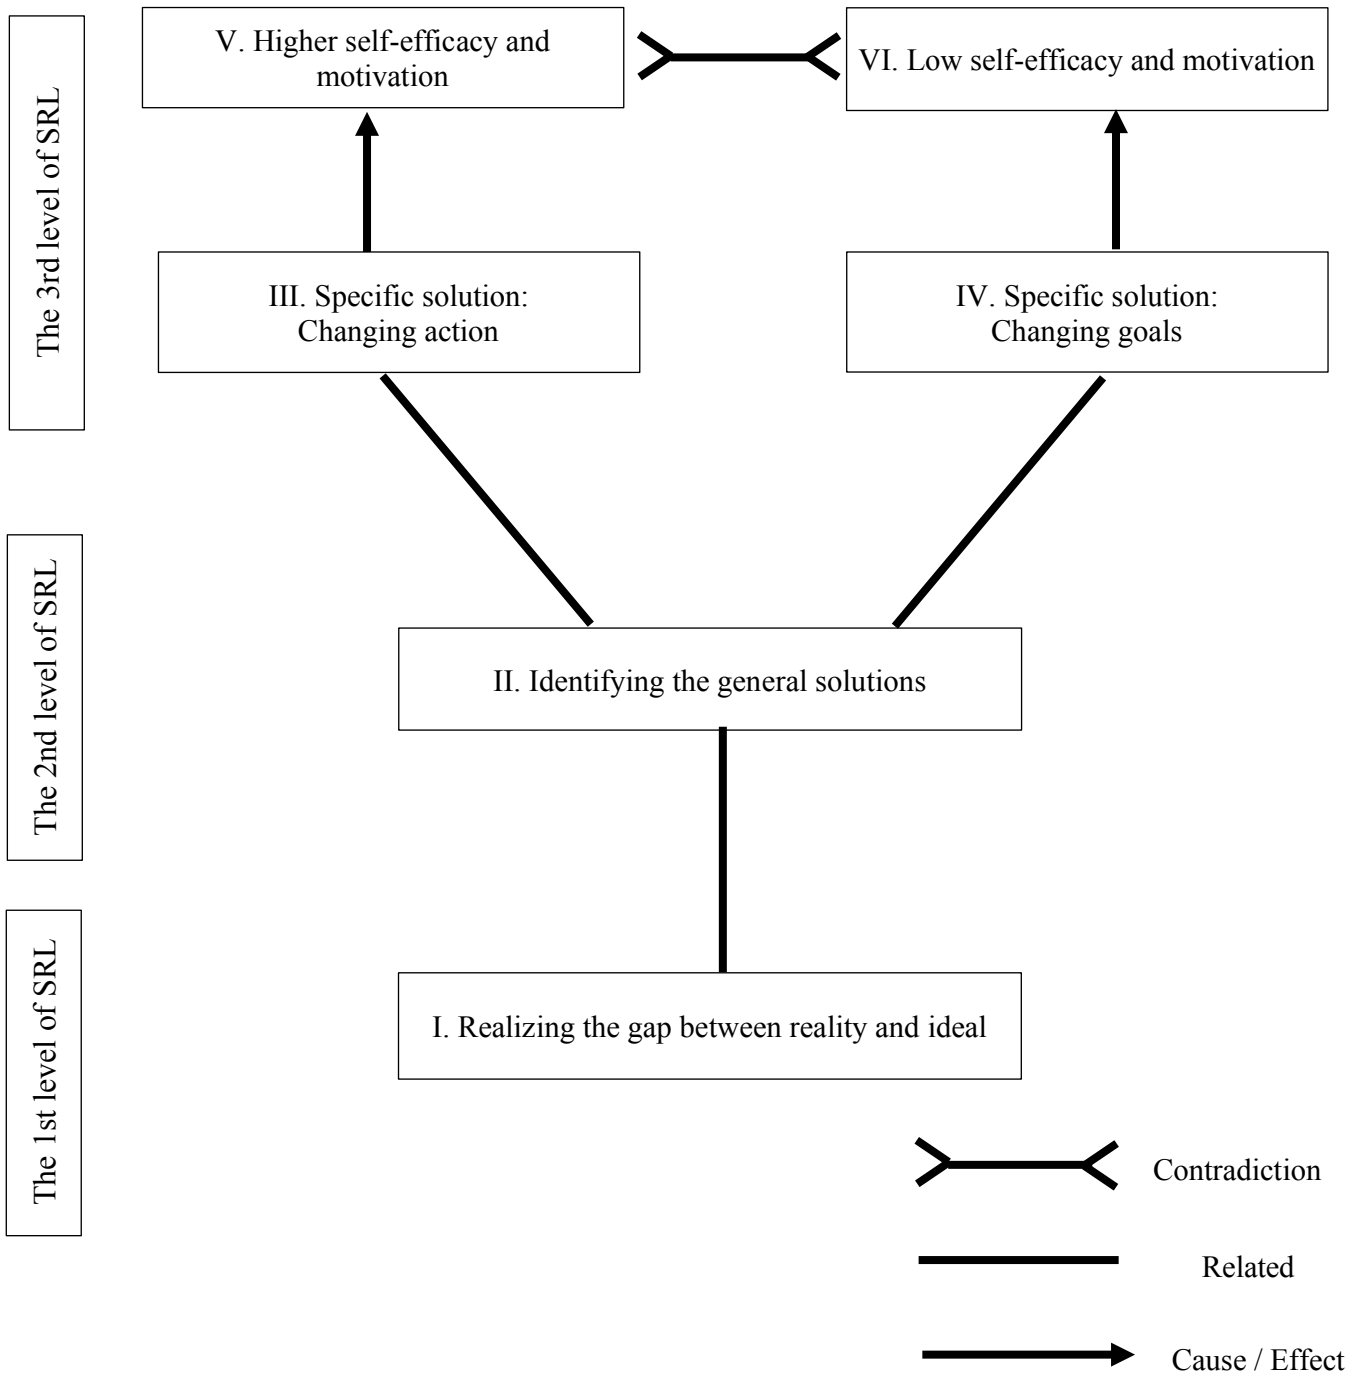 The 3rd level of SRL
V. Higher self-efficacy and
motivation
VI. Low self-efficacy and motivation
III. Specific solution:
Changing action
IV. Specific solution:
Changing goals
The 2nd level of SRL
II. Identifying the general solutions
The 1st level of SRL
I. Realizing the gap between reality and ideal
Contradiction
Related
Cause / Effect